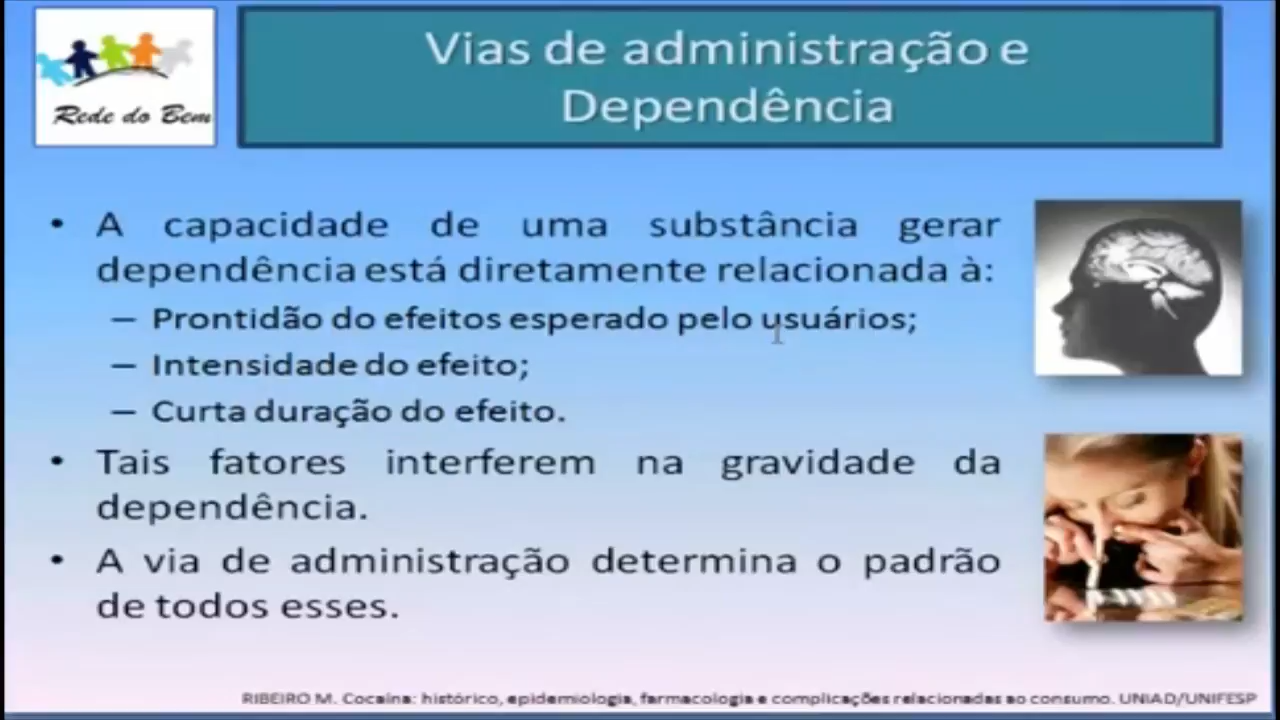 Rede do Bem
Vias de administração e
Dependência
• A capacidade de uma substância gerar
dependência está diretamente relacionada à:
– Prontidão do efeitos esperado pelo usuários;
– Intensidade do efeito;
– Curta duração do efeito.
• Tais fatores interferem na gravidade da
dependência.
• A via de administração determina o padrão
de todos esses.
RIBEIRO M. Cocaína: histórico, epidemiologia, farmacologia e complicações relacionadas ao consumo. UNIAD/UNIFESP